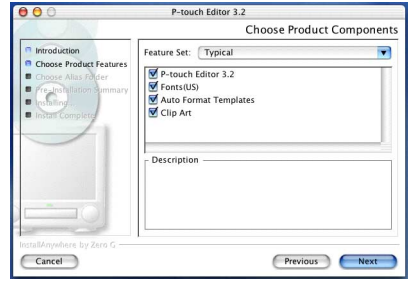 P-touch Editor 3.2
Choose Product Components
Introduction
Choose Product Features
Choose Alias Folder
Pre-Installation Summary
Installing...
Install Complete
Feature Set: Typical
P-touch Editor 3.2
Fonts(US)
Auto Format Templates
Clip Art
Description
InstallAnywhere by Zero G
Cancel
Previous
Next